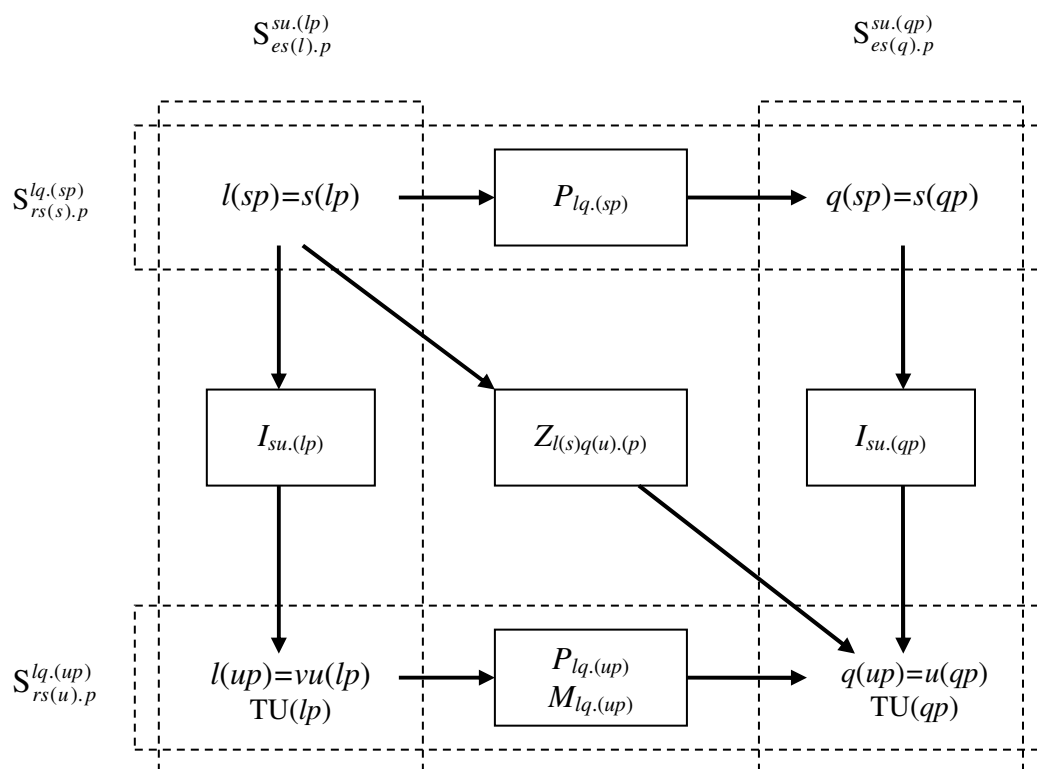 S^{su.(lp)}_{es(l).p} S^{su.(qp)}_{es(q).p}
S^{lq.(sp)}_{rs(s).p} l(sp)=s(lp) P_{lq.(sp)} q(sp)=s(qp)
I_{su.(lp)} Z_{l(s)q(u).(p)} I_{su.(qp)}
S^{lq.(up)}_{rs(u).p} l(up)=vu(lp) P_{lq.(up)} q(up)=u(qp)
TU(lp) M_{lq.(up)} TU(qp)